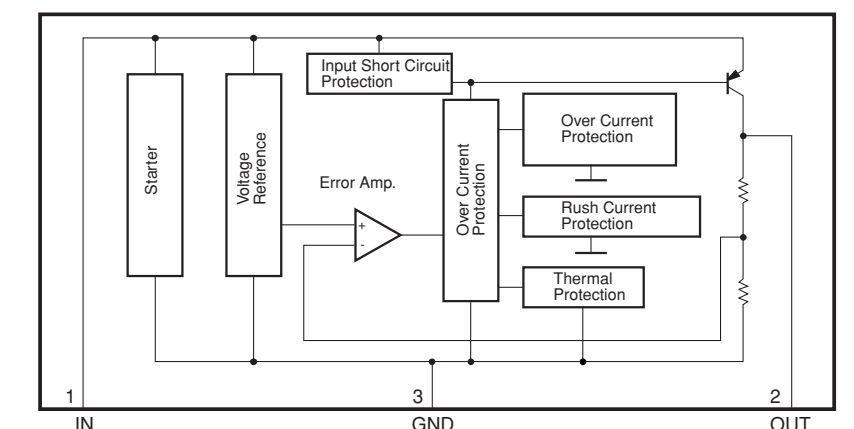 Input Short Circuit
Protection
Starter
Voltage
Reference
Error Amp.
+
-
Over Current
Protection
Over Current
Protection
Rush Current
Protection
Thermal
Protection
1
3
2
IN
GND
OUT